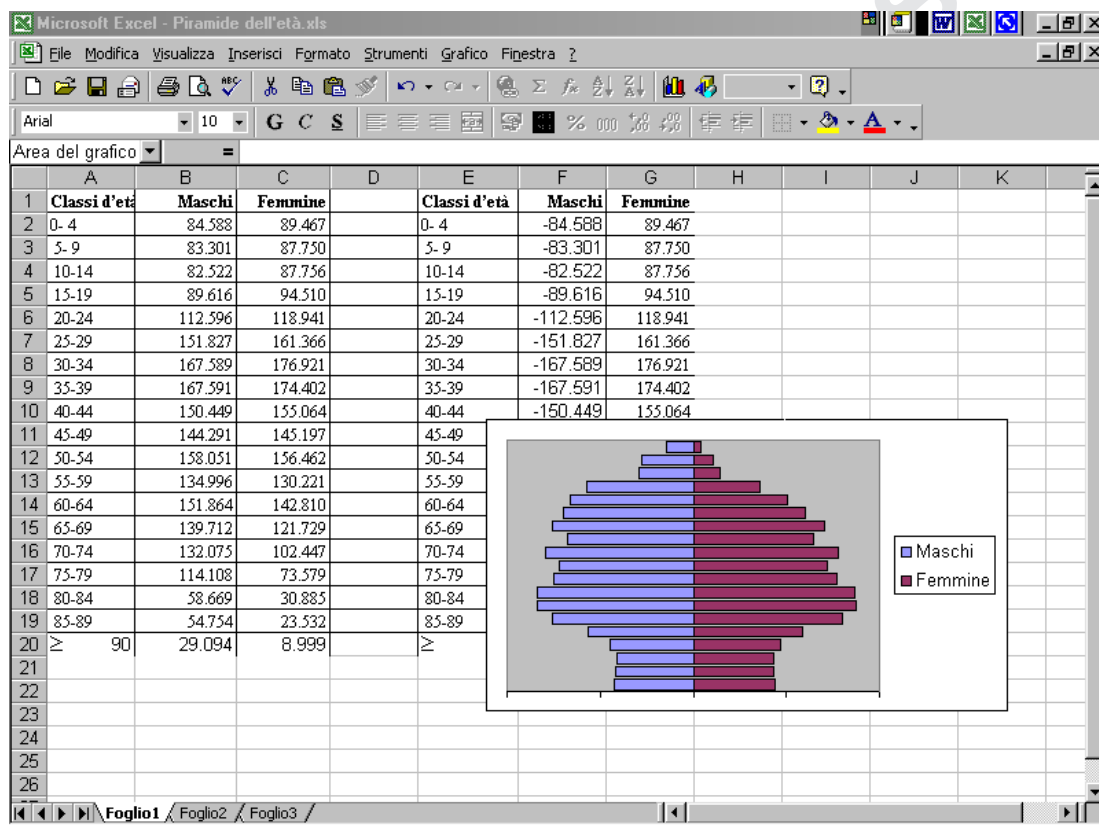 Microsoft Excel - Piramide dell'età.xls
File Modifica Visualizza Inserisci Formato Strumenti Grafico Finestra ?
Arial 10 G C S % 000
Area del grafico =
A B C D E F G H I J K
1 Classi d'età Maschi Femmine Classi d'età Maschi Femmine
2 0- 4 84.588 89.467 0- 4 -84.588 89.467
3 5- 9 83.301 87.750 5- 9 -83.301 87.750
4 10-14 82.522 87.756 10-14 -82.522 87.756
5 15-19 89.616 94.510 15-19 -89.616 94.510
6 20-24 112.596 118.941 20-24 -112.596 118.941
7 25-29 151.827 161.366 25-29 -151.827 161.366
8 30-34 167.589 176.921 30-34 -167.589 176.921
9 35-39 167.591 174.402 35-39 -167.591 174.402
10 40-44 150.449 155.064 40-44 -150.449 155.064
11 45-49 144.291 145.197 45-49
12 50-54 158.051 156.462 50-54
13 55-59 134.996 130.221 55-59
14 60-64 151.864 142.810 60-64
15 65-69 139.712 121.729 65-69
16 70-74 132.075 102.447 70-74
17 75-79 114.108 73.579 75-79
18 80-84 58.669 30.885 80-84
19 85-89 54.754 23.532 85-89
20 ≥ 90 29.094 8.999 ≥
Maschi
Femmine
21
22
23
24
25
26
Foglio1 Foglio2 Foglio3